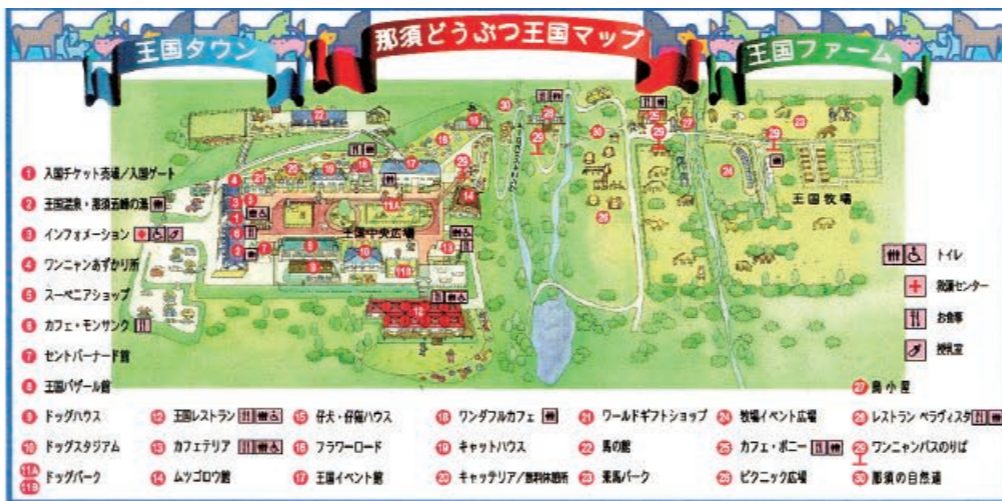 王国タウン
那須どうぶつ王国マップ
王国ファーム
1 入国チケット売場/入国ゲート
2 王国温泉・那須五峰の湯
3 インフォメーション
4 ワンニャンあずかり所
5 スーベニアショップ
6 カフェ・モンサンク
7 セントバーナード館
8 王国バザール館
9 ドッグハウス
10 ドッグスタジアム
11A 11B ドッグパーク
12 王国レストラン
13 カフェテリア
14 ムツゴロウ館
15 仔犬・仔猫ハウス
16 フラワーロード
17 王国イベント館
18 ワンダフルカフェ
19 キャットハウス
20 キャッテリア/無料休憩所
21 ワールドギフトショップ
22 馬の館
23 乗馬パーク
24 牧場イベント広場
25 カフェ・ポニー
26 ピクニック広場
27 鳥小屋
28 レストラン ベラヴィスタ
29 ワンニャンバスのりば
30 那須の自然道
王国中央広場
王国牧場
トイレ
救護センター
お食事
授乳室